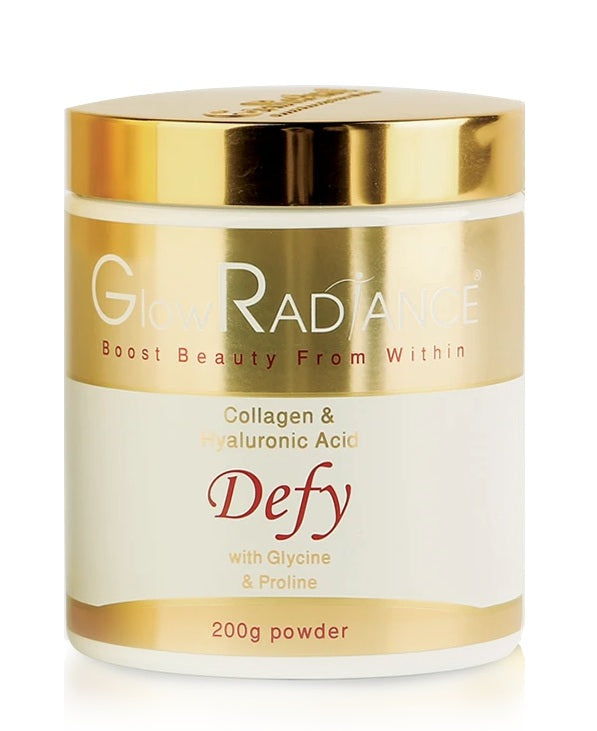 GlowRadiance®
Boost Beauty From Within
Collagen &
Hyaluronic Acid
Defy
with Glycine
& Proline
200g powder